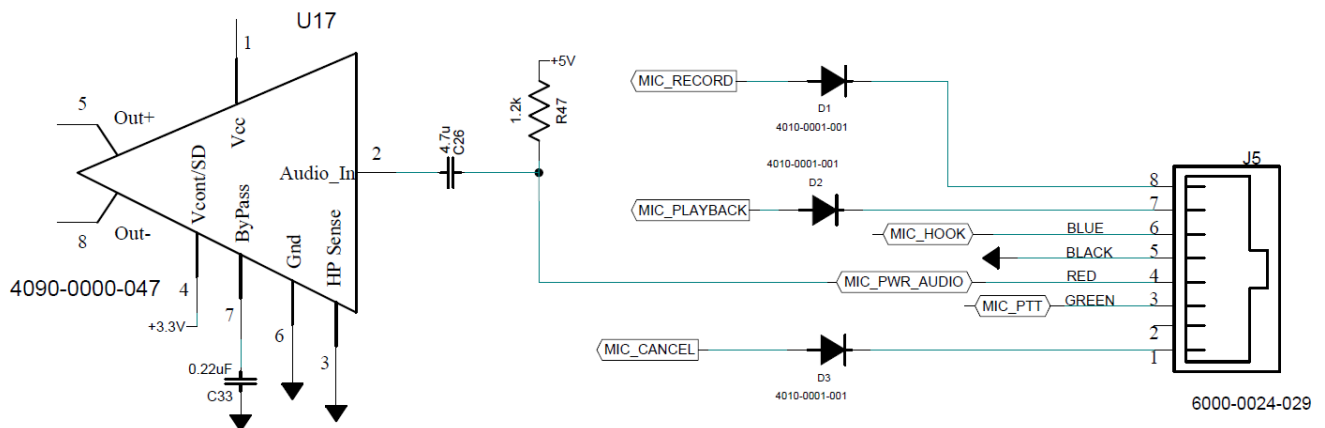 U17
1
5
Out+
Vcc
Vcont/SD
ByPass
Audio_In
2
Out-
8
Gnd
HP Sense
4090-0000-047
4
7
6
3
+3.3V
0.22uF
C33
4.7u
C26
+5V
1.2k
R47
MIC_RECORD
D1
4010-0001-001
4010-0001-001
D2
MIC_PLAYBACK
MIC_HOOK
BLUE
BLACK
MIC_PWR_AUDIO
RED
MIC_PTT
GREEN
MIC_CANCEL
D3
4010-0001-001
J5
8
7
6
5
4
3
2
1
6000-0024-029